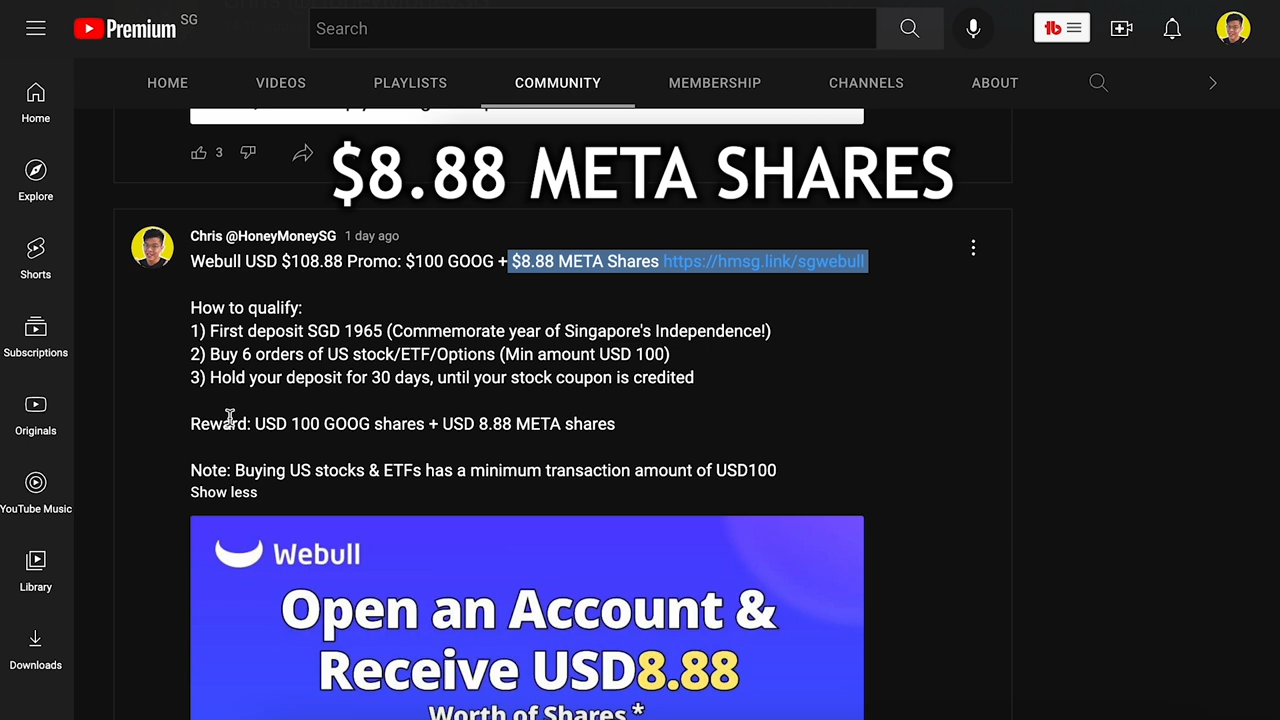 SG
Premium
Search
HOME
VIDEOS
PLAYLISTS
COMMUNITY
MEMBERSHIP
CHANNELS
ABOUT
Home
Explore
Shorts
Subscriptions
Originals
YouTube Music
Library
Downloads
3
$8.88 META SHARES
Chris @HoneyMoneySG 1 day ago
Webull USD $108.88 Promo: $100 GOOG + $8.88 META Shares https://hmsg.link/sgwebull
How to qualify:
1) First deposit SGD 1965 (Commemorate year of Singapore's Independence!)
2) Buy 6 orders of US stock/ETF/Options (Min amount USD 100)
3) Hold your deposit for 30 days, until your stock coupon is credited
Reward: USD 100 GOOG shares + USD 8.88 META shares
Note: Buying US stocks & ETFs has a minimum transaction amount of USD100
Show less
Webull
Open an Account &
Receive USD8.88
Worth of Shares*